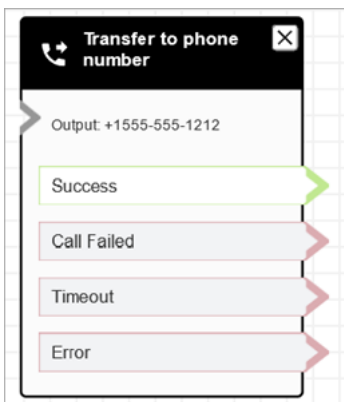 Transfer to phone
number
Output: +1555-555-1212
Success
Call Failed
Timeout
Error